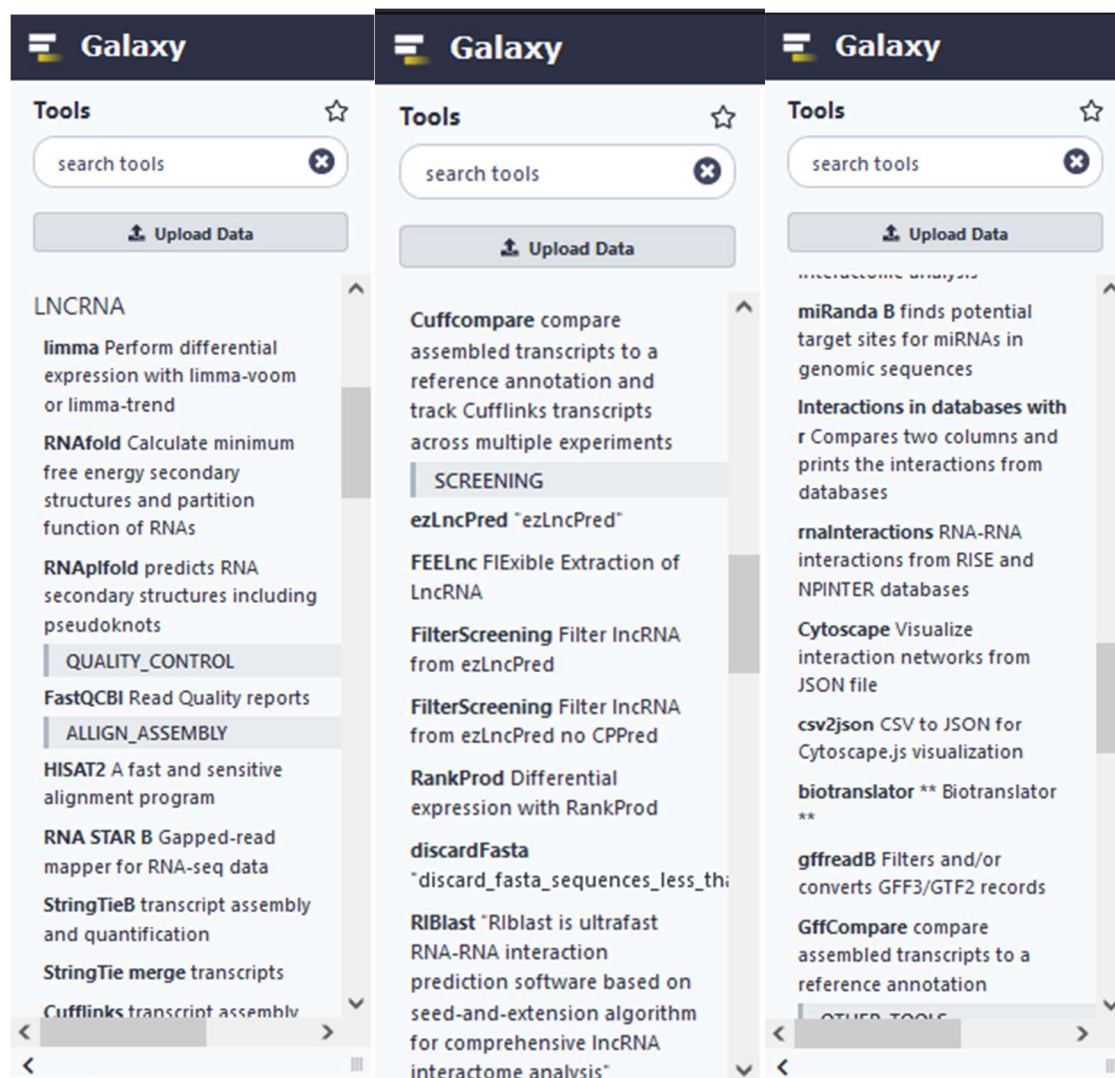 Galaxy
Tools
search tools
Upload Data
LNCRNA
limma Perform differential
expression with limma-voom
or limma-trend
RNAfold Calculate minimum
free energy secondary
structures and partition
function of RNAs
RNAplfold predicts RNA
secondary structures including
pseudoknots
QUALITY_CONTROL
FastQCBI Read Quality reports
ALLIGN_ASSEMBLY
HISAT2 A fast and sensitive
alignment program
RNA STAR B Gapped-read
mapper for RNA-seq data
StringTieB transcript assembly
and quantification
StringTie merge transcripts
Cufflinks transcript assembly
Galaxy
Tools
search tools
Upload Data
Cuffcompare compare
assembled transcripts to a
reference annotation and
track Cufflinks transcripts
across multiple experiments
SCREENING
ezLncPred "ezLncPred"
FEELnc FlExible Extraction of
LncRNA
FilterScreening Filter lncRNA
from ezLncPred
FilterScreening Filter lncRNA
from ezLncPred no CPPred
RankProd Differential
expression with RankProd
discardFasta
"discard_fasta_sequences_less_tha
RIBlast "RIblast is ultrafast
RNA-RNA interaction
prediction software based on
seed-and-extension algorithm
for comprehensive lncRNA
interactome analysis"
Galaxy
Tools
search tools
Upload Data
interactome analysis
miRanda B finds potential
target sites for miRNAs in
genomic sequences
Interactions in databases with
r Compares two columns and
prints the interactions from
databases
rnaInteractions RNA-RNA
interactions from RISE and
NPINTER databases
Cytoscape Visualize
interaction networks from
JSON file
csv2json CSV to JSON for
Cytoscape.js visualization
biotranslator ** Biotranslator
**
gffreadB Filters and/or
converts GFF3/GTF2 records
GffCompare compare
assembled transcripts to a
reference annotation
OTHER_TOOLS